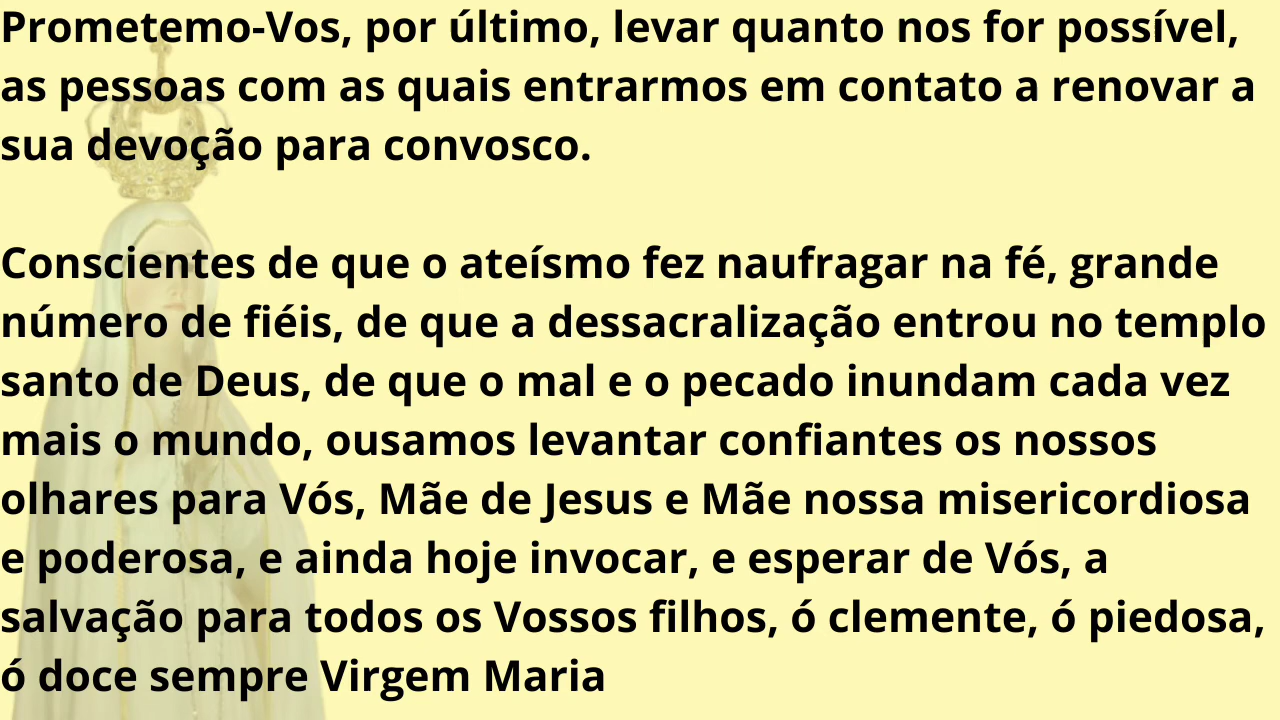 Prometemo-Vos, por último, levar quanto nos for possível,
as pessoas com as quais entrarmos em contato a renovar a
sua devoção para convosco.
Conscientes de que o ateísmo fez naufragar na fé, grande
número de fiéis, de que a dessacralização entrou no templo
santo de Deus, de que o mal e o pecado inundam cada vez
mais o mundo, ousamos levantar confiantes os nossos
olhares para Vós, Mãe de Jesus e Mãe nossa misericordiosa
e poderosa, e ainda hoje invocar, e esperar de Vós, a
salvação para todos os Vossos filhos, ó clemente, ó piedosa,
ó doce sempre Virgem Maria